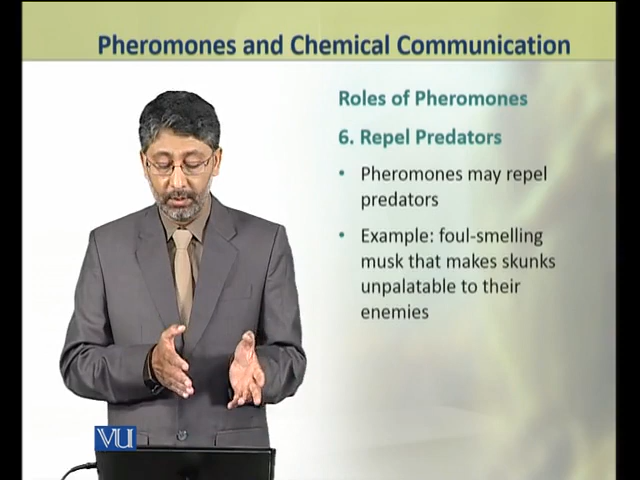 Pheromones and Chemical Communication
Roles of Pheromones
6. Repel Predators
• Pheromones may repel
predators
• Example: foul-smelling
musk that makes skunks
unpalatable to their
enemies
VU